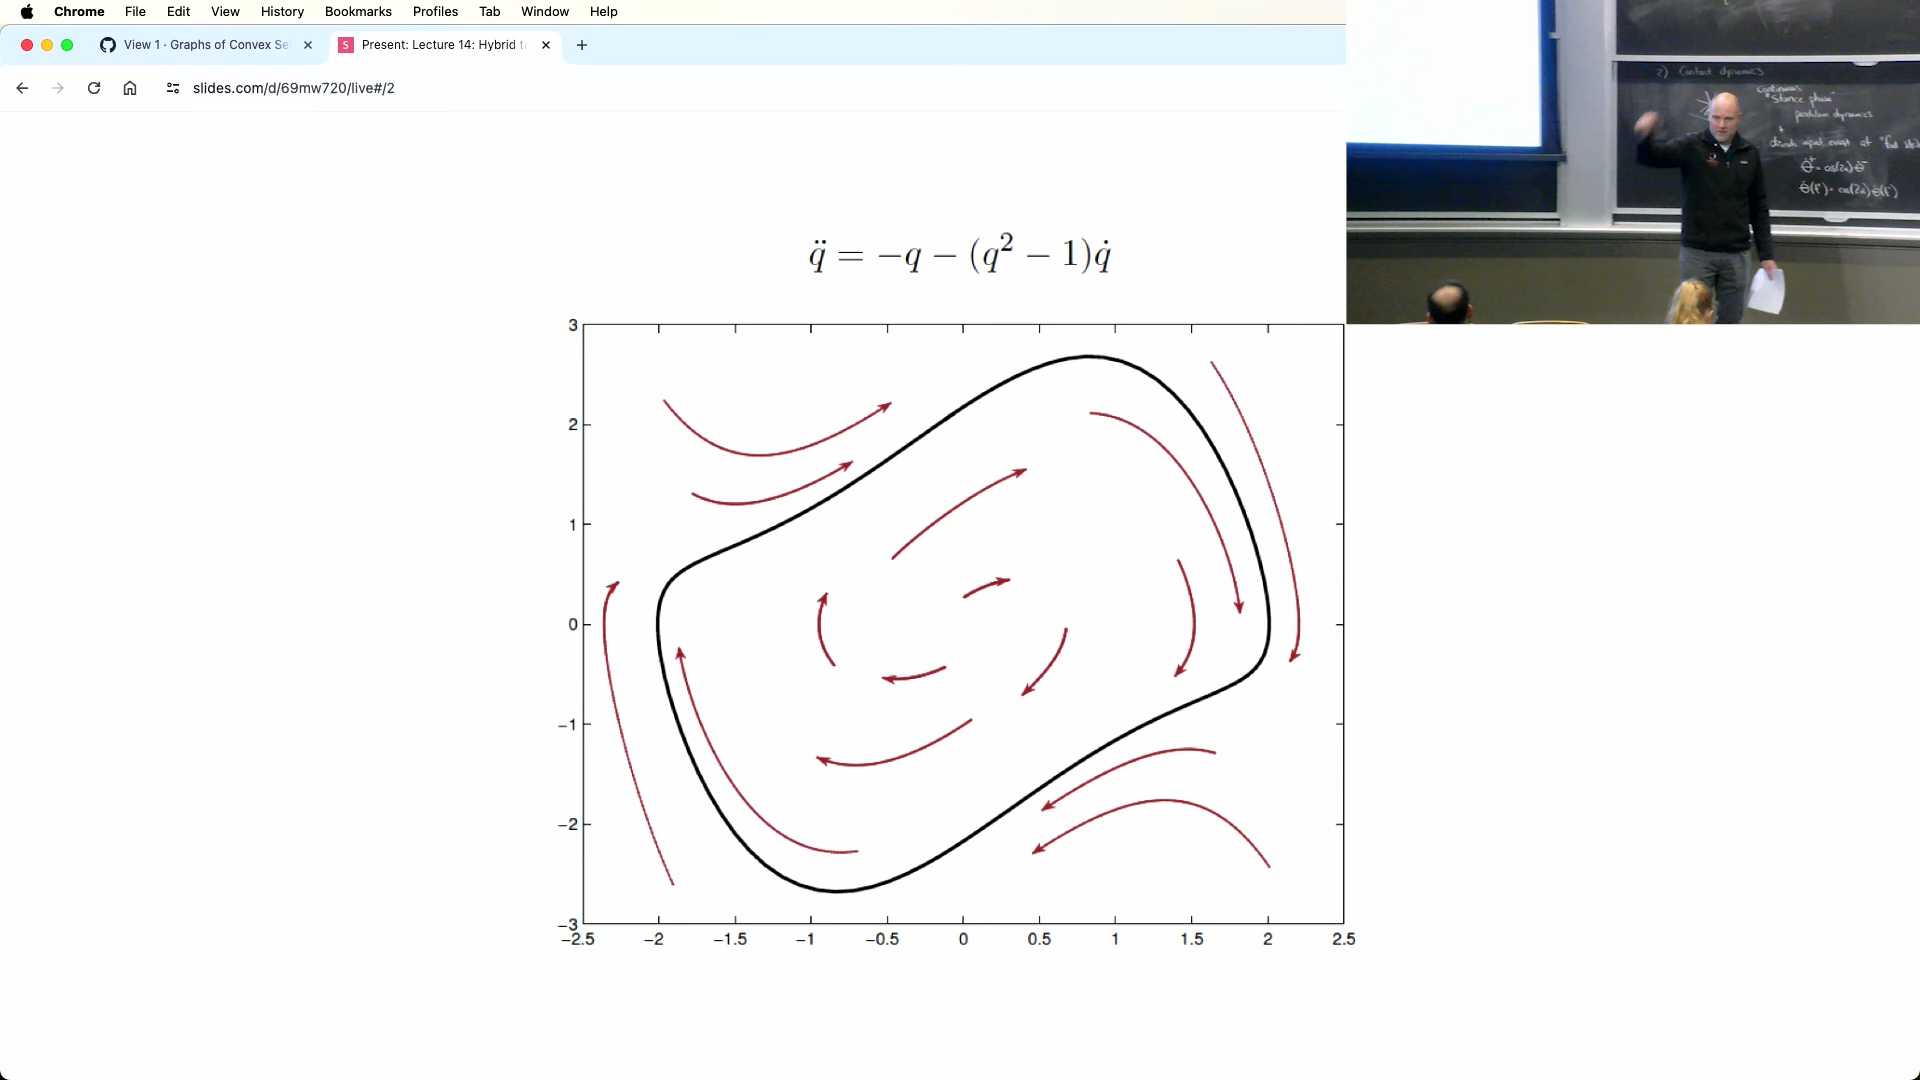 Chrome File Edit View History Bookmarks Profiles Tab Window Help
View 1 · Graphs of Convex Se
S Present: Lecture 14: Hybrid t
slides.com/d/69mw720/live#/2
q̈ = −q − (q² − 1)q̇
3
2
1
0
−1
−2
−3
−2.5 −2 −1.5 −1 −0.5 0 0.5 1 1.5 2 2.5
2) Contact dynamics
Continuous
"Stance phase"
pendulum dynamics
+